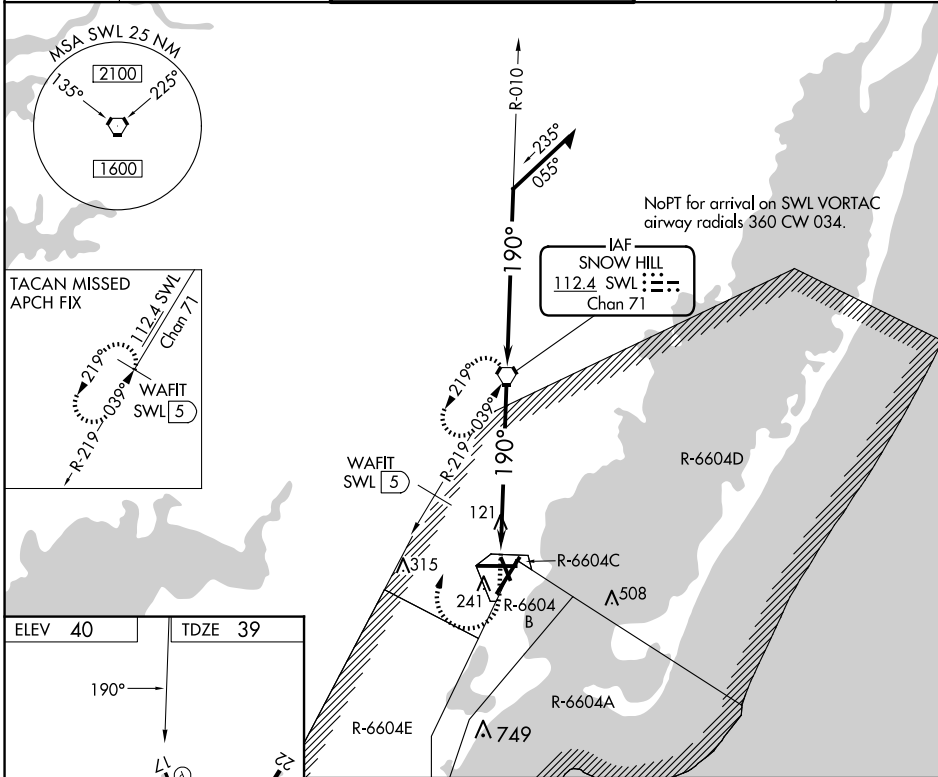 MSA SWL 25 NM
2100
135°
225°
1600
R-010
235°
055°
NoPT for arrival on SWL VORTAC
airway radials 360 CW 034.
190°
IAF
SNOW HILL
112.4 SWL
Chan 71
TACAN MISSED
APCH FIX
112.4 SWL
Chan 71
219°
WAFIT
SWL 5
039°
R-219
219°
039°
R-219
190°
WAFIT
SWL 5
R-6604D
121
315
R-6604C
241
R-6604
B
508
ELEV 40
TDZE 39
190°
R-6604A
R-6604E
749
17
A
22